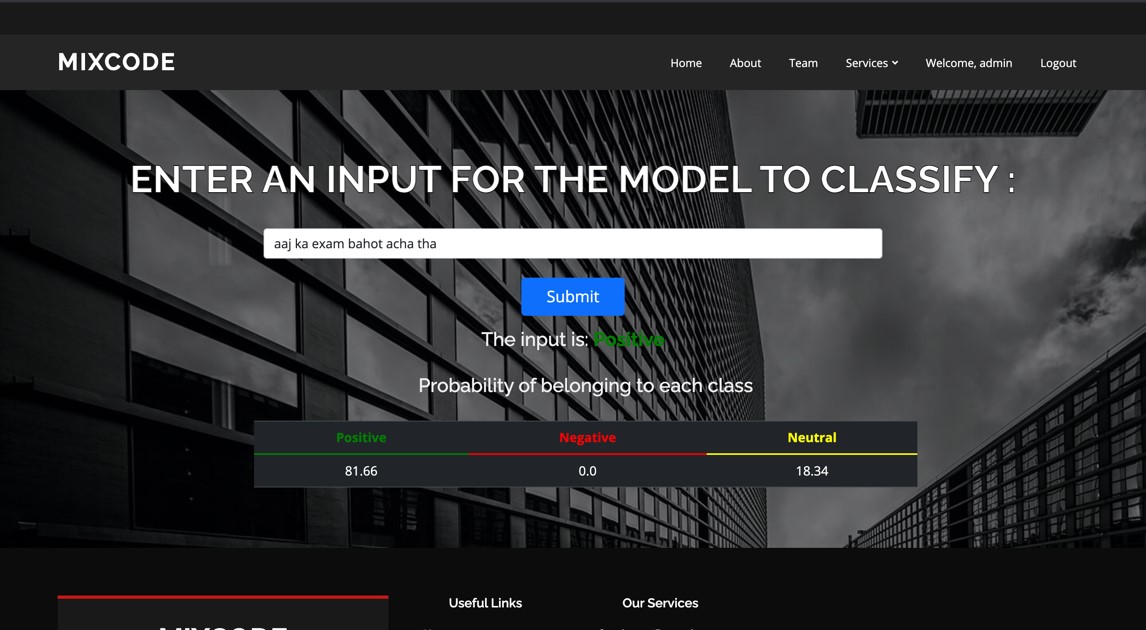 MIXCODE
Home About Team Services Welcome, admin Logout
ENTER AN INPUT FOR THE MODEL TO CLASSIFY :
aaj ka exam bahot acha tha
Submit
The input is: Positive
Probability of belonging to each class
Positive Negative Neutral
81.66 0.0 18.34
Useful Links Our Services
MIXCODE